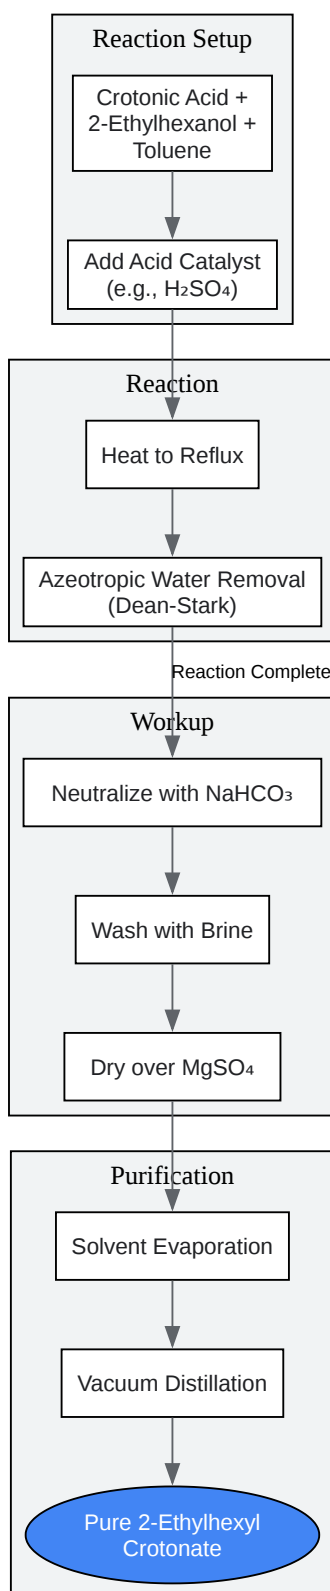 Reaction Setup
Crotonic Acid +
2-Ethylhexanol +
Toluene
Add Acid Catalyst
(e.g., H₂SO₄)
Reaction
Heat to Reflux
Azeotropic Water Removal
(Dean-Stark)
Reaction Complete
Workup
Neutralize with NaHCO₃
Wash with Brine
Dry over MgSO₄
Purification
Solvent Evaporation
Vacuum Distillation
Pure 2-Ethylhexyl
Crotonate